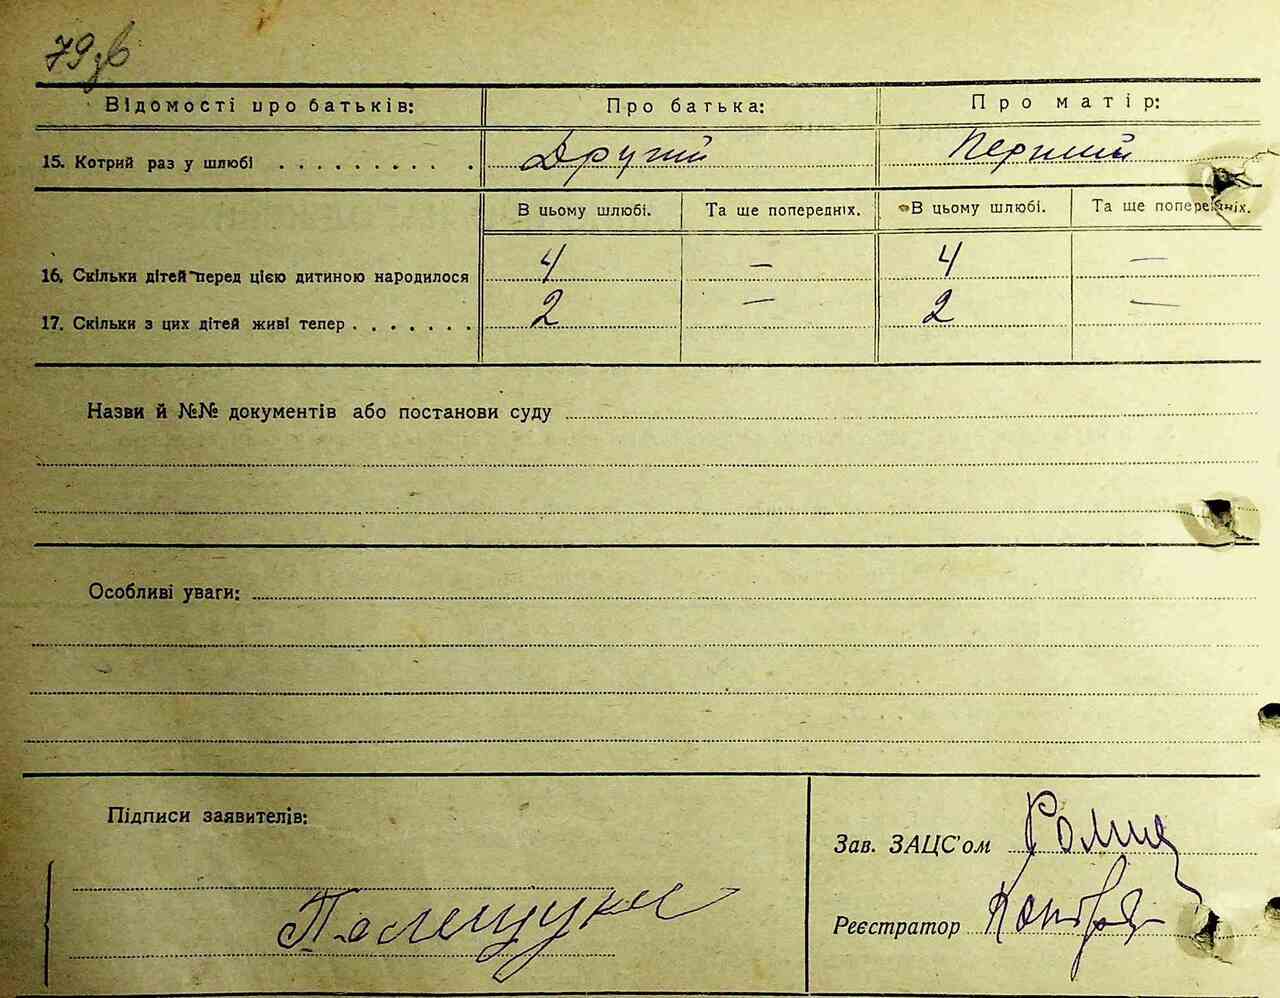 79зв
Відомості про батьків: Про батька: Про матір:
15. Котрий раз у шлюбі . . . . . . . . . . Другий Перший
В цьому шлюбі. Та ще попередніх. В цьому шлюбі. Та ще попередніх.
16. Скільки дітей перед цією дитиною народилося 4 — 4 —
17. Скільки з цих дітей живі тепер . . . . . . . 2 — 2 —
Назви й №№ документів або постанови суду
Особливі уваги:
Підписи заявителів:
Зав. ЗАЦС'ом
Реєстратор